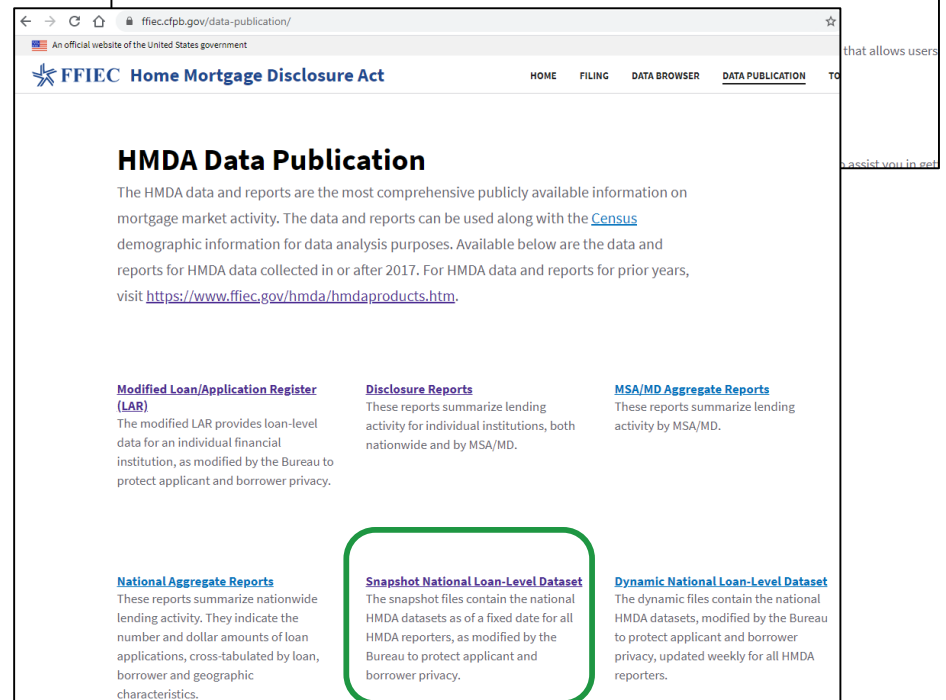 ffiec.cfpb.gov/data-publication/
An official website of the United States government
that allows users
FFIEC Home Mortgage Disclosure Act
HOME FILING DATA BROWSER DATA PUBLICATION TO
HMDA Data Publication
o assist you in get
The HMDA data and reports are the most comprehensive publicly available information on
mortgage market activity. The data and reports can be used along with the Census
demographic information for data analysis purposes. Available below are the data and
reports for HMDA data collected in or after 2017. For HMDA data and reports for prior years,
visit https://www.ffiec.gov/hmda/hmdaproducts.htm.
Modified Loan/Application Register
(LAR)
The modified LAR provides loan-level
data for an individual financial
institution, as modified by the Bureau to
protect applicant and borrower privacy.
Disclosure Reports
These reports summarize lending
activity for individual institutions, both
nationwide and by MSA/MD.
MSA/MD Aggregate Reports
These reports summarize lending
activity by MSA/MD.
National Aggregate Reports
These reports summarize nationwide
lending activity. They indicate the
number and dollar amounts of loan
applications, cross-tabulated by loan,
borrower and geographic
characteristics.
Snapshot National Loan-Level Dataset
The snapshot files contain the national
HMDA datasets as of a fixed date for all
HMDA reporters, as modified by the
Bureau to protect applicant and
borrower privacy.
Dynamic National Loan-Level Dataset
The dynamic files contain the national
HMDA datasets, modified by the Bureau
to protect applicant and borrower
privacy, updated weekly for all HMDA
reporters.